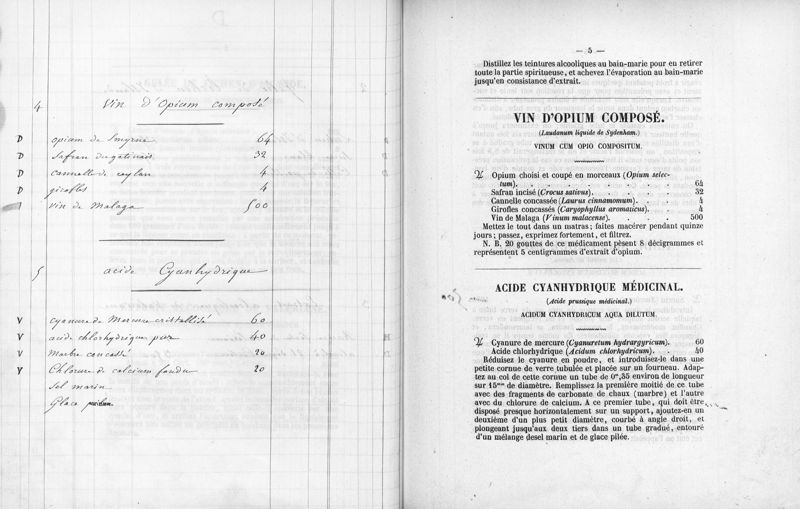 4 Vin d'Opium composé
D opium de Smyrne 64
D Safran du gatinais 32
D cannelle de ceylan 4
D girofles 4
vin de Malaga 500
5 acide Cyanhydrique
V cyanure de Mercure cristallisé 60
V acide chlorhydrique pur 40
V Marbre concassé 20
V Chlorure de calcium fondu 20
Sel marin
Glace
— 5 —
Distillez les teintures alcooliques au bain-marie pour en retirer
toute la partie spiritueuse, et achevez l'évaporation au bain-marie
jusqu'en consistance d'extrait.
VIN D'OPIUM COMPOSÉ.
(Laudanum liquide de Sydenham.)
VINUM CUM OPIO COMPOSITUM.
♃ Opium choisi et coupé en morceaux (Opium selec-
tum). . . . . . . . . 64
Safran incisé (Crocus sativus). . . . . 32
Cannelle concassée (Laurus cinnamomum). . . 4
Girofles concassés (Caryophyllus aromaticus). . 4
Vin de Malaga (Vinum malacense). . . . 500
Mettez le tout dans un matras; faites macérer pendant quinze
jours; passez, exprimez fortement, et filtrez.
N. B. 20 gouttes de ce médicament pèsent 8 décigrammes et
représentent 5 centigrammes d'extrait d'opium.
ACIDE CYANHYDRIQUE MÉDICINAL.
(Acide prussique médicinal.)
ACIDUM CYANHYDRICUM AQUA DILUTUM.
♃ Cyanure de mercure (Cyanuretum hydrargyricum). 60
Acide chlorhydrique (Acidum chlorhydricum). . 40
Réduisez le cyanure en poudre, et introduisez-le dans une
petite cornue de verre tubulée et placée sur un fourneau. Adap-
tez au col de cette cornue un tube de 0m,35 environ de longueur
sur 15mm de diamètre. Remplissez la première moitié de ce tube
avec des fragments de carbonate de chaux (marbre) et l'autre
avec du chlorure de calcium. A ce premier tube, qui doit être
disposé presque horizontalement sur un support, ajoutez-en un
deuxième d'un plus petit diamètre, courbé à angle droit, et
plongeant jusqu'aux deux tiers dans un tube gradué, entouré
d'un mélange desel marin et de glace pilée.